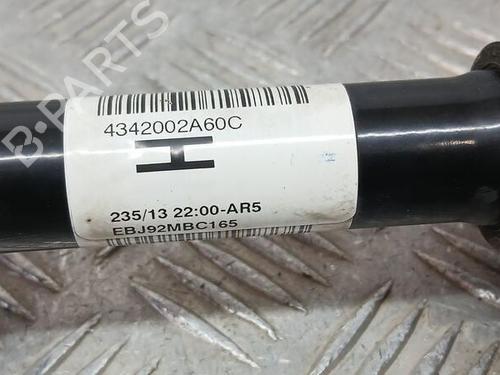 B-PARTS
4342002A60C
H
235/13 22:00-AR5
EBJ92MBC165